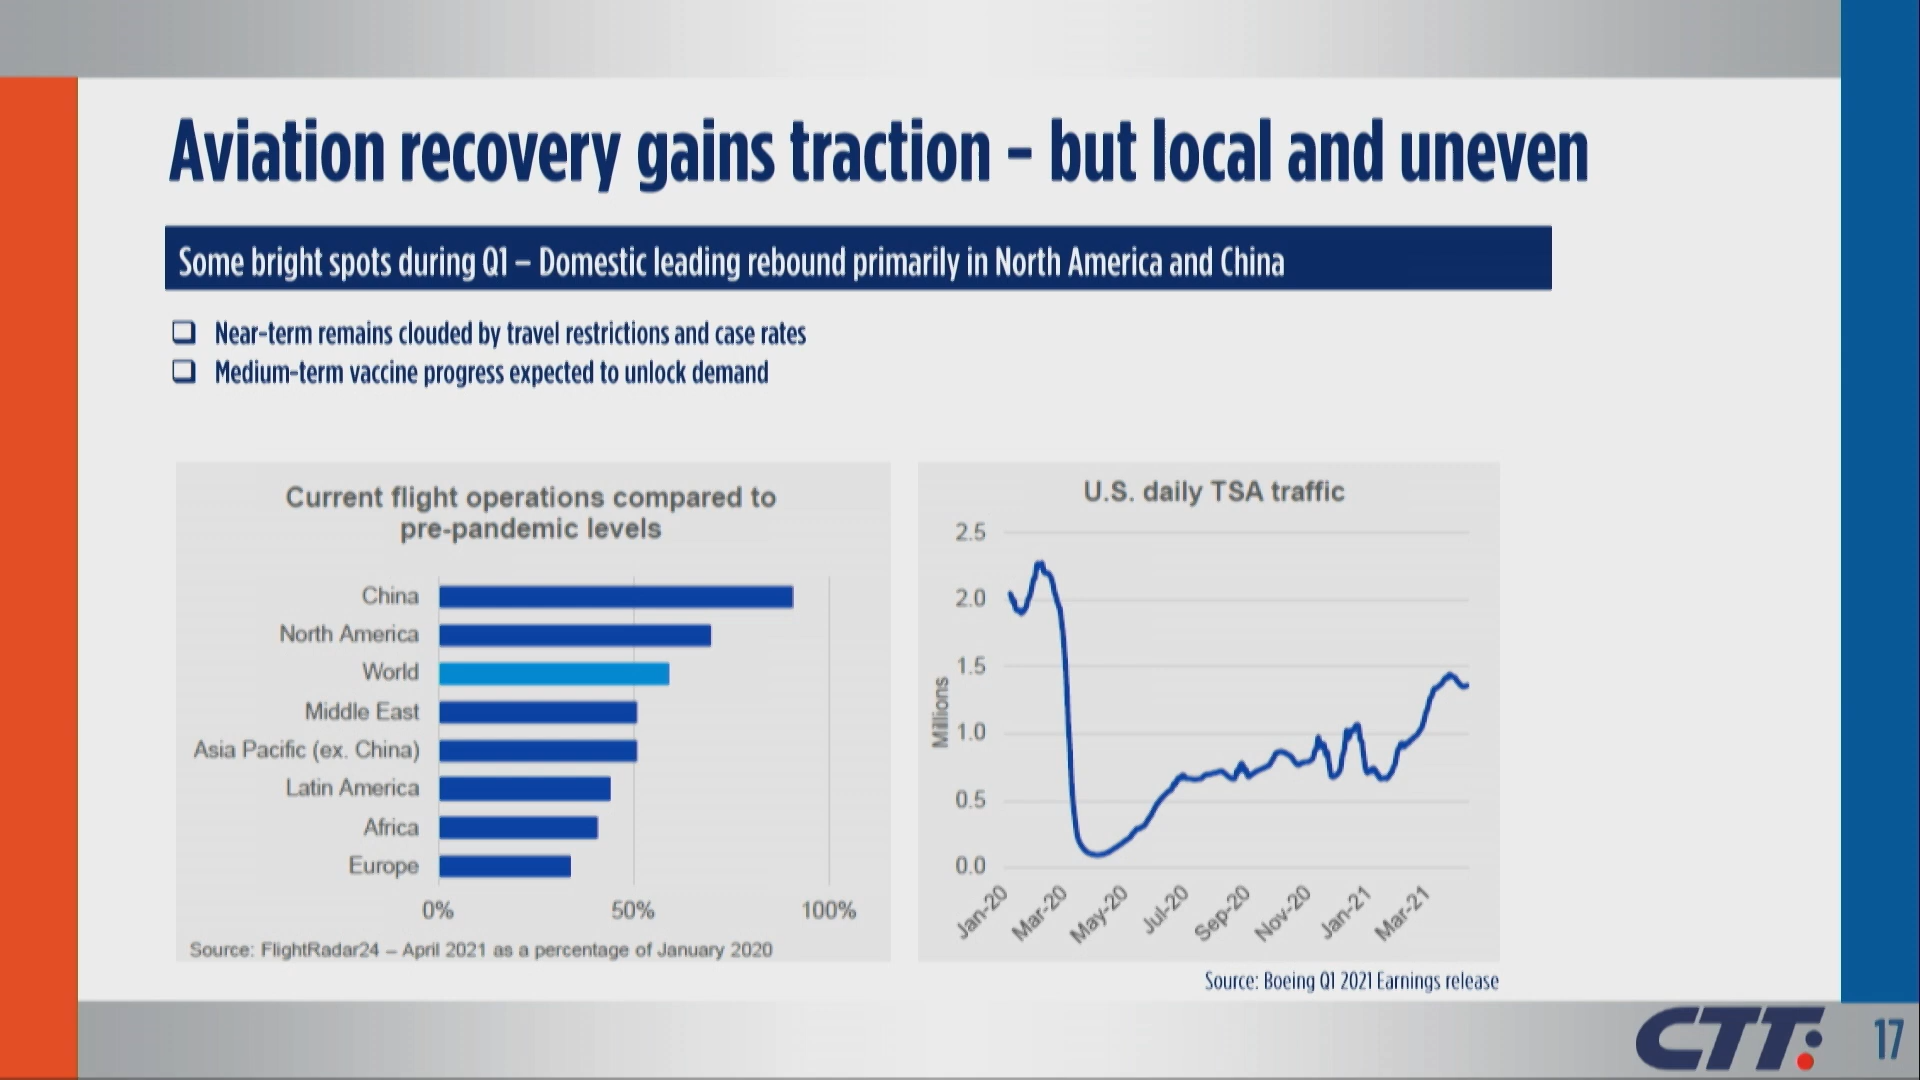 Aviation recovery gains traction – but local and uneven
Some bright spots during Q1 – Domestic leading rebound primarily in North America and China
Near-term remains clouded by travel restrictions and case rates
Medium-term vaccine progress expected to unlock demand
Current flight operations compared to
pre-pandemic levels
China
North America
World
Middle East
Asia Pacific (ex. China)
Latin America
Africa
Europe
0% 50% 100%
Source: FlightRadar24 – April 2021 as a percentage of January 2020
U.S. daily TSA traffic
Millions
2.5
2.0
1.5
1.0
0.5
0.0
Jan-20 Mar-20 May-20 Jul-20 Sep-20 Nov-20 Jan-21 Mar-21
Source: Boeing Q1 2021 Earnings release
CTT
17